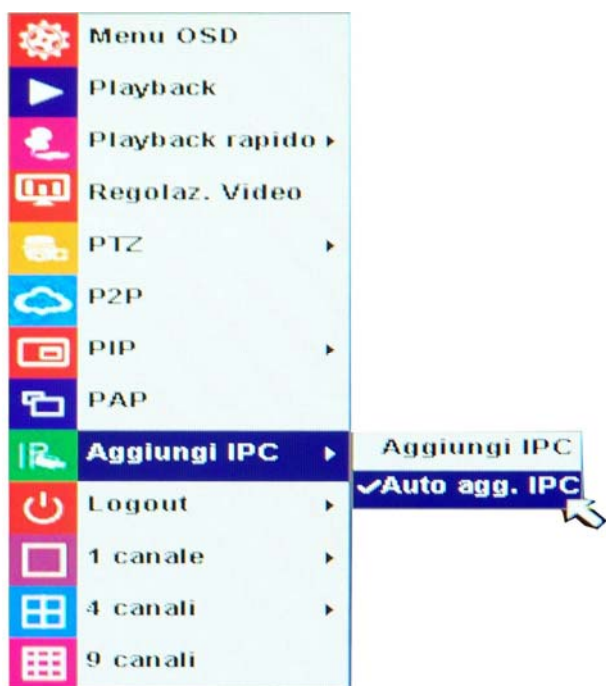 Menu OSD
Playback
Playback rapido
Regolaz. Video
PTZ
P2P
PIP
PAP
Aggiungi IPC
Aggiungi IPC
Auto agg. IPC
Logout
1 canale
4 canali
9 canali